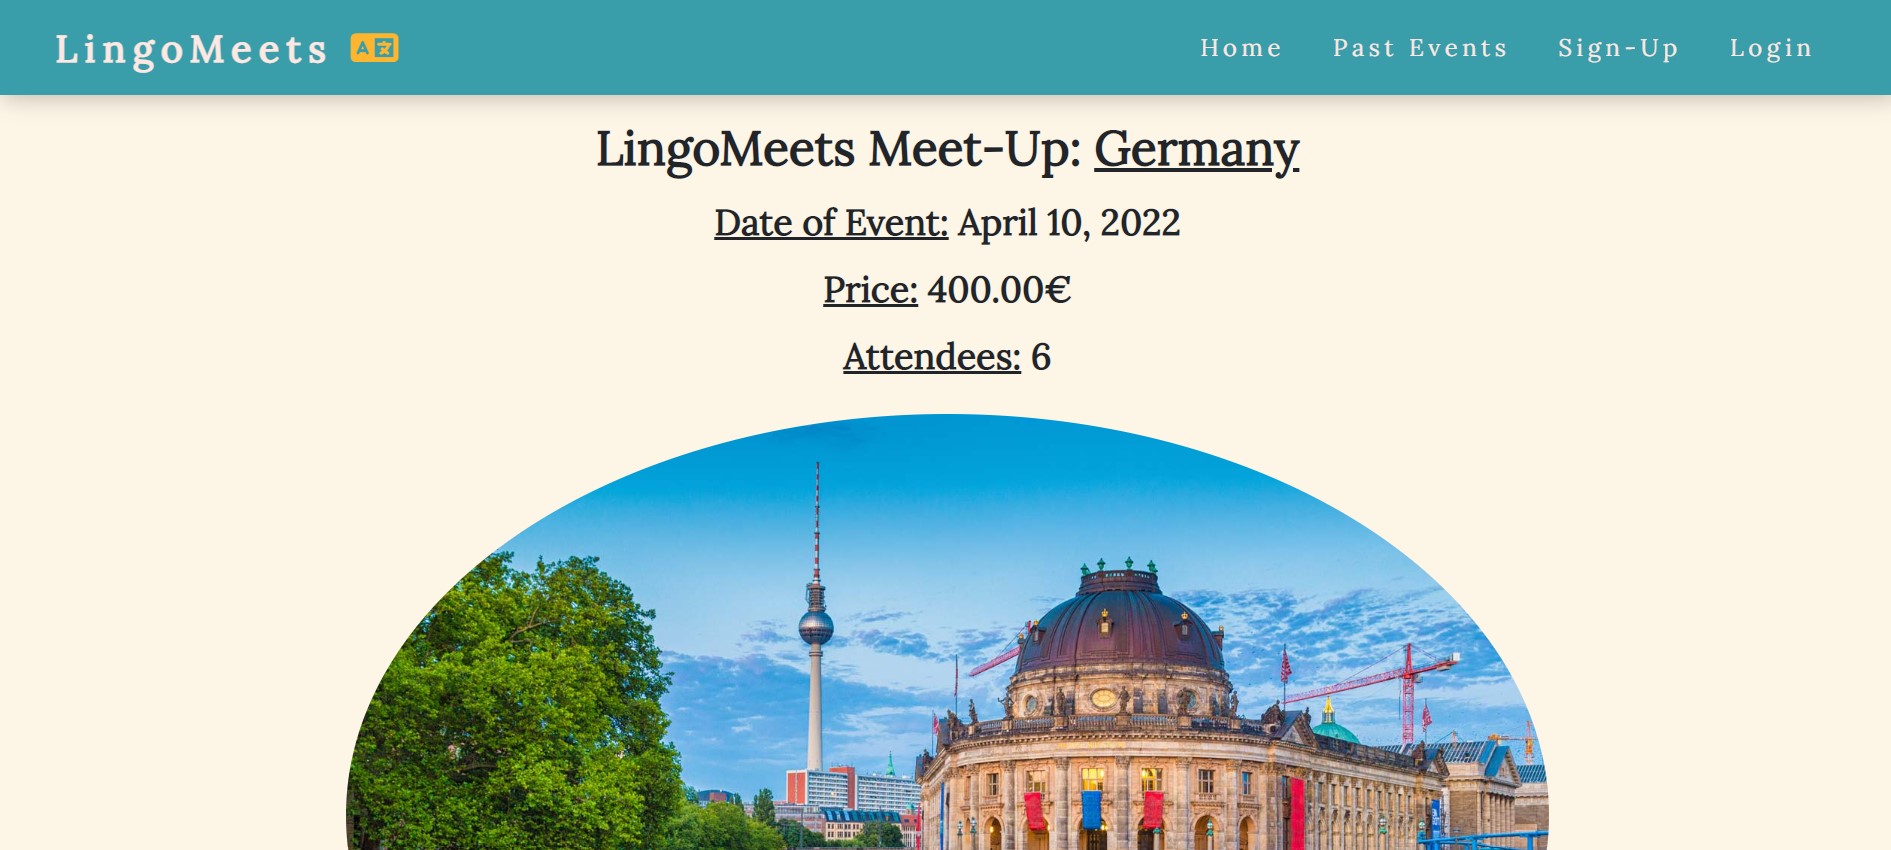 LingoMeets A 文
Home Past Events Sign-Up Login
LingoMeets Meet-Up: Germany
Date of Event: April 10, 2022
Price: 400.00€
Attendees: 6